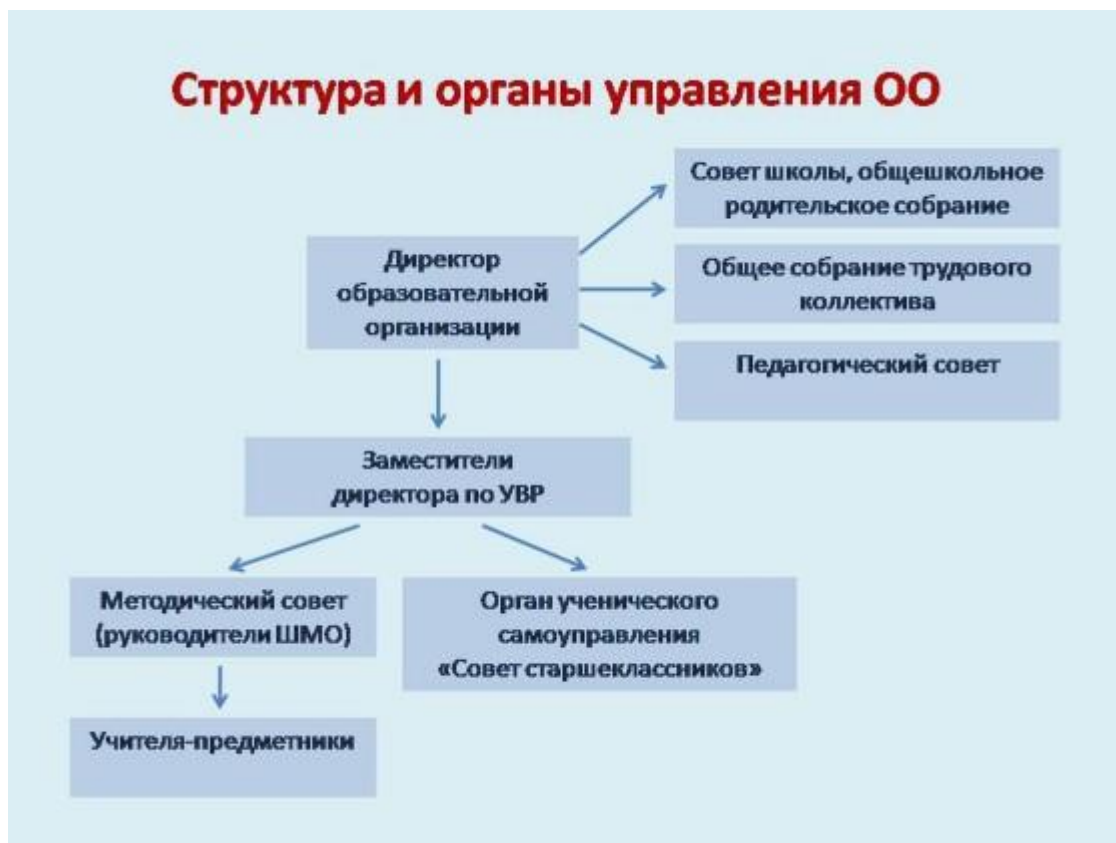 Структура и органы управления ОО
Совет школы, общешкольное
родительское собрание
Директор
образовательной
организации
Общее собрание трудового
коллектива
Педагогический совет
Заместители
директора по УВР
Методический совет
(руководители ШМО)
Орган ученического
самоуправления
«Совет старшеклассников»
Учителя-предметники